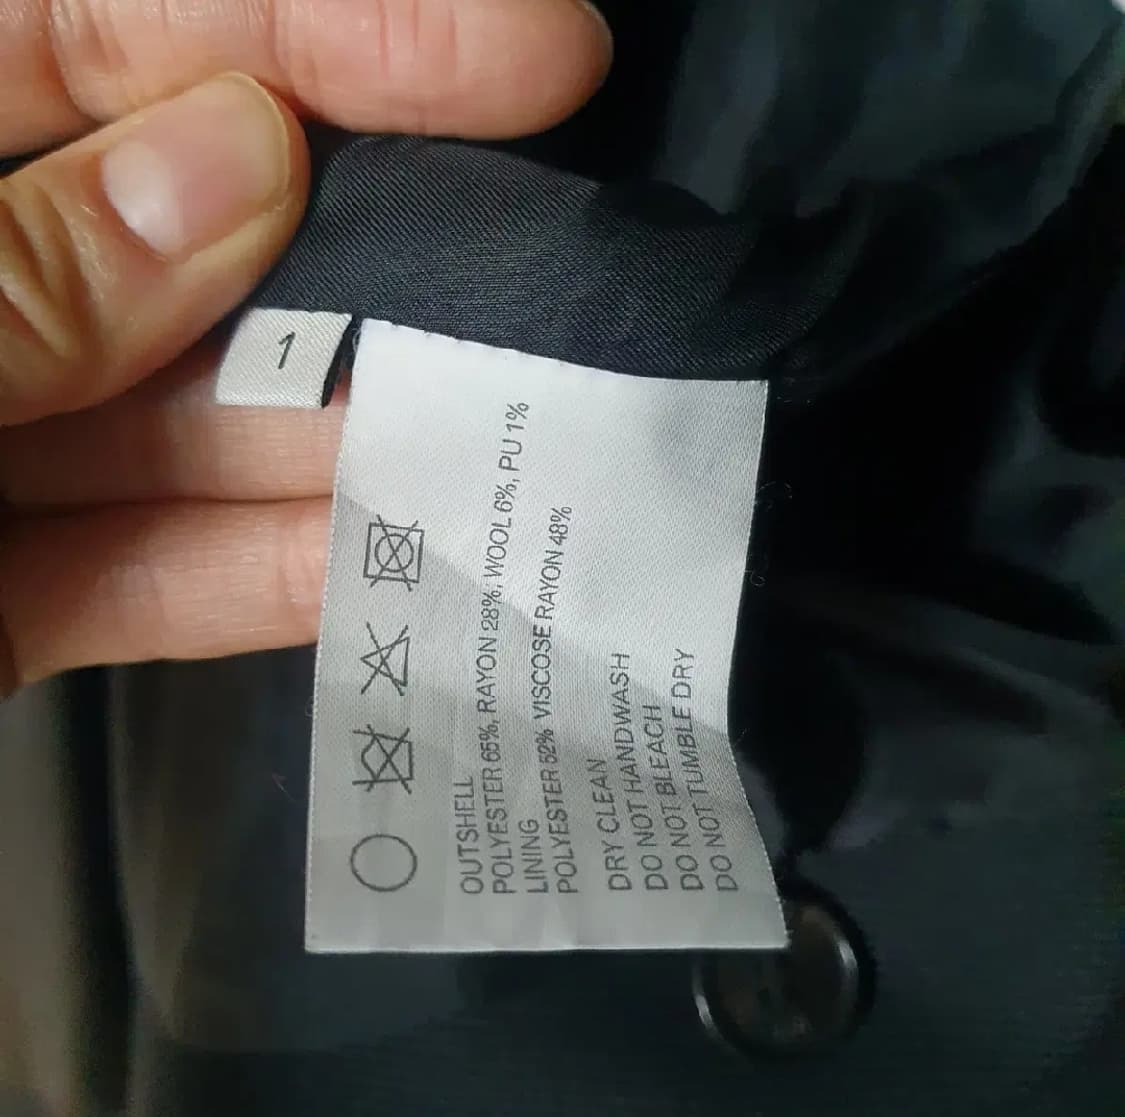 1
OUTSHELL
POLYESTER 65%, RAYON 28%, WOOL 6%, PU 1%
LINING
POLYESTER 52% VISCOSE RAYON 48%
DRY CLEAN
DO NOT HANDWASH
DO NOT BLEACH
DO NOT TUMBLE DRY